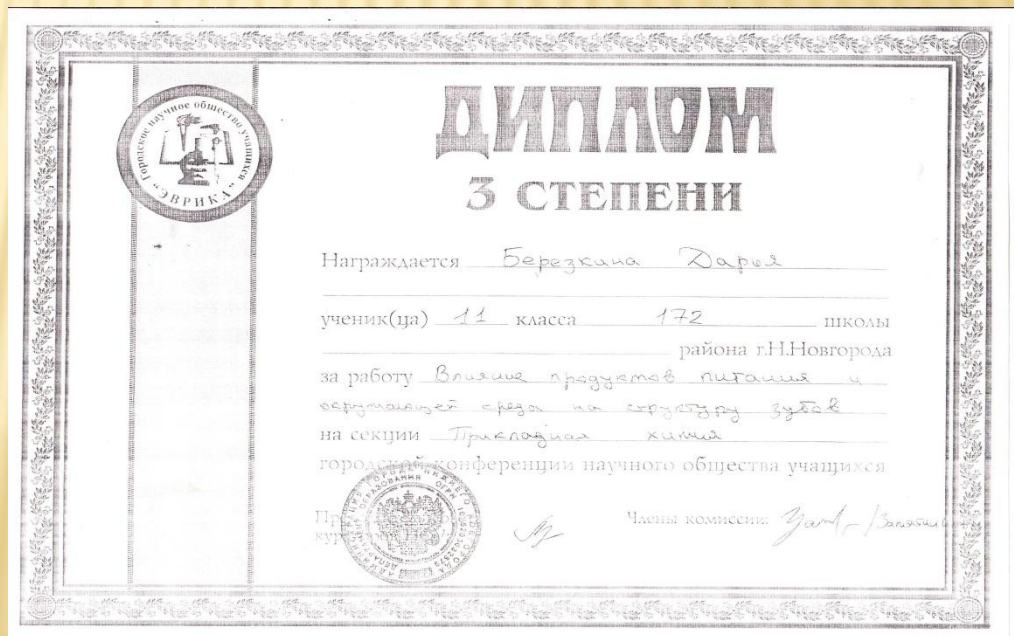 Городское научное общество учащихся
"ЭВРИКА"
ДИПЛОМ
3 СТЕПЕНИ
Награждается Березкина Дарья
ученик(ца) 11 класса 172 школы
района г.Н.Новгорода
за работу Влияние продуктов питания и
окружающей среды на структуру зубов
на секции Прикладная химия
городской конференции научного общества учащихся
Члены комиссии: